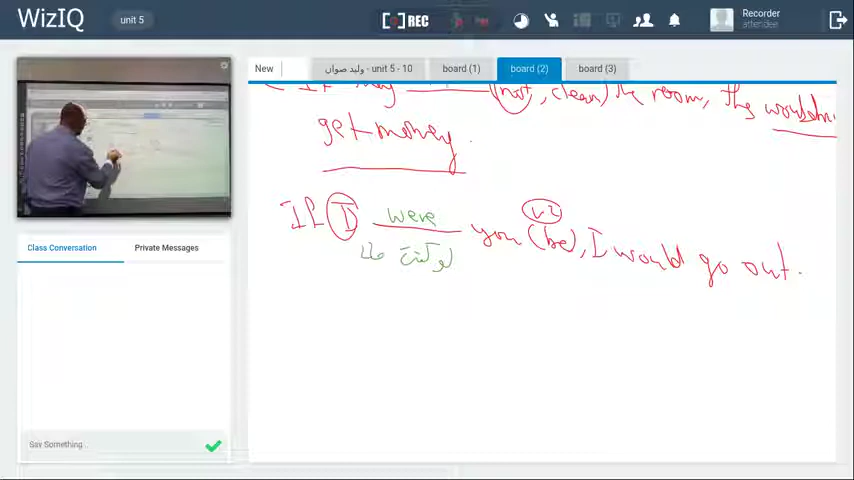 WizIQ
unit 5
REC
Recorder
attendee
New
وليد صوان - unit 5 - 10
board (1)
board (2)
board (3)
(not, clean) the room, the
get money.
If I were you (be), I would go out.
v2
لو كنت
Class Conversation
Private Messages
Say Something..